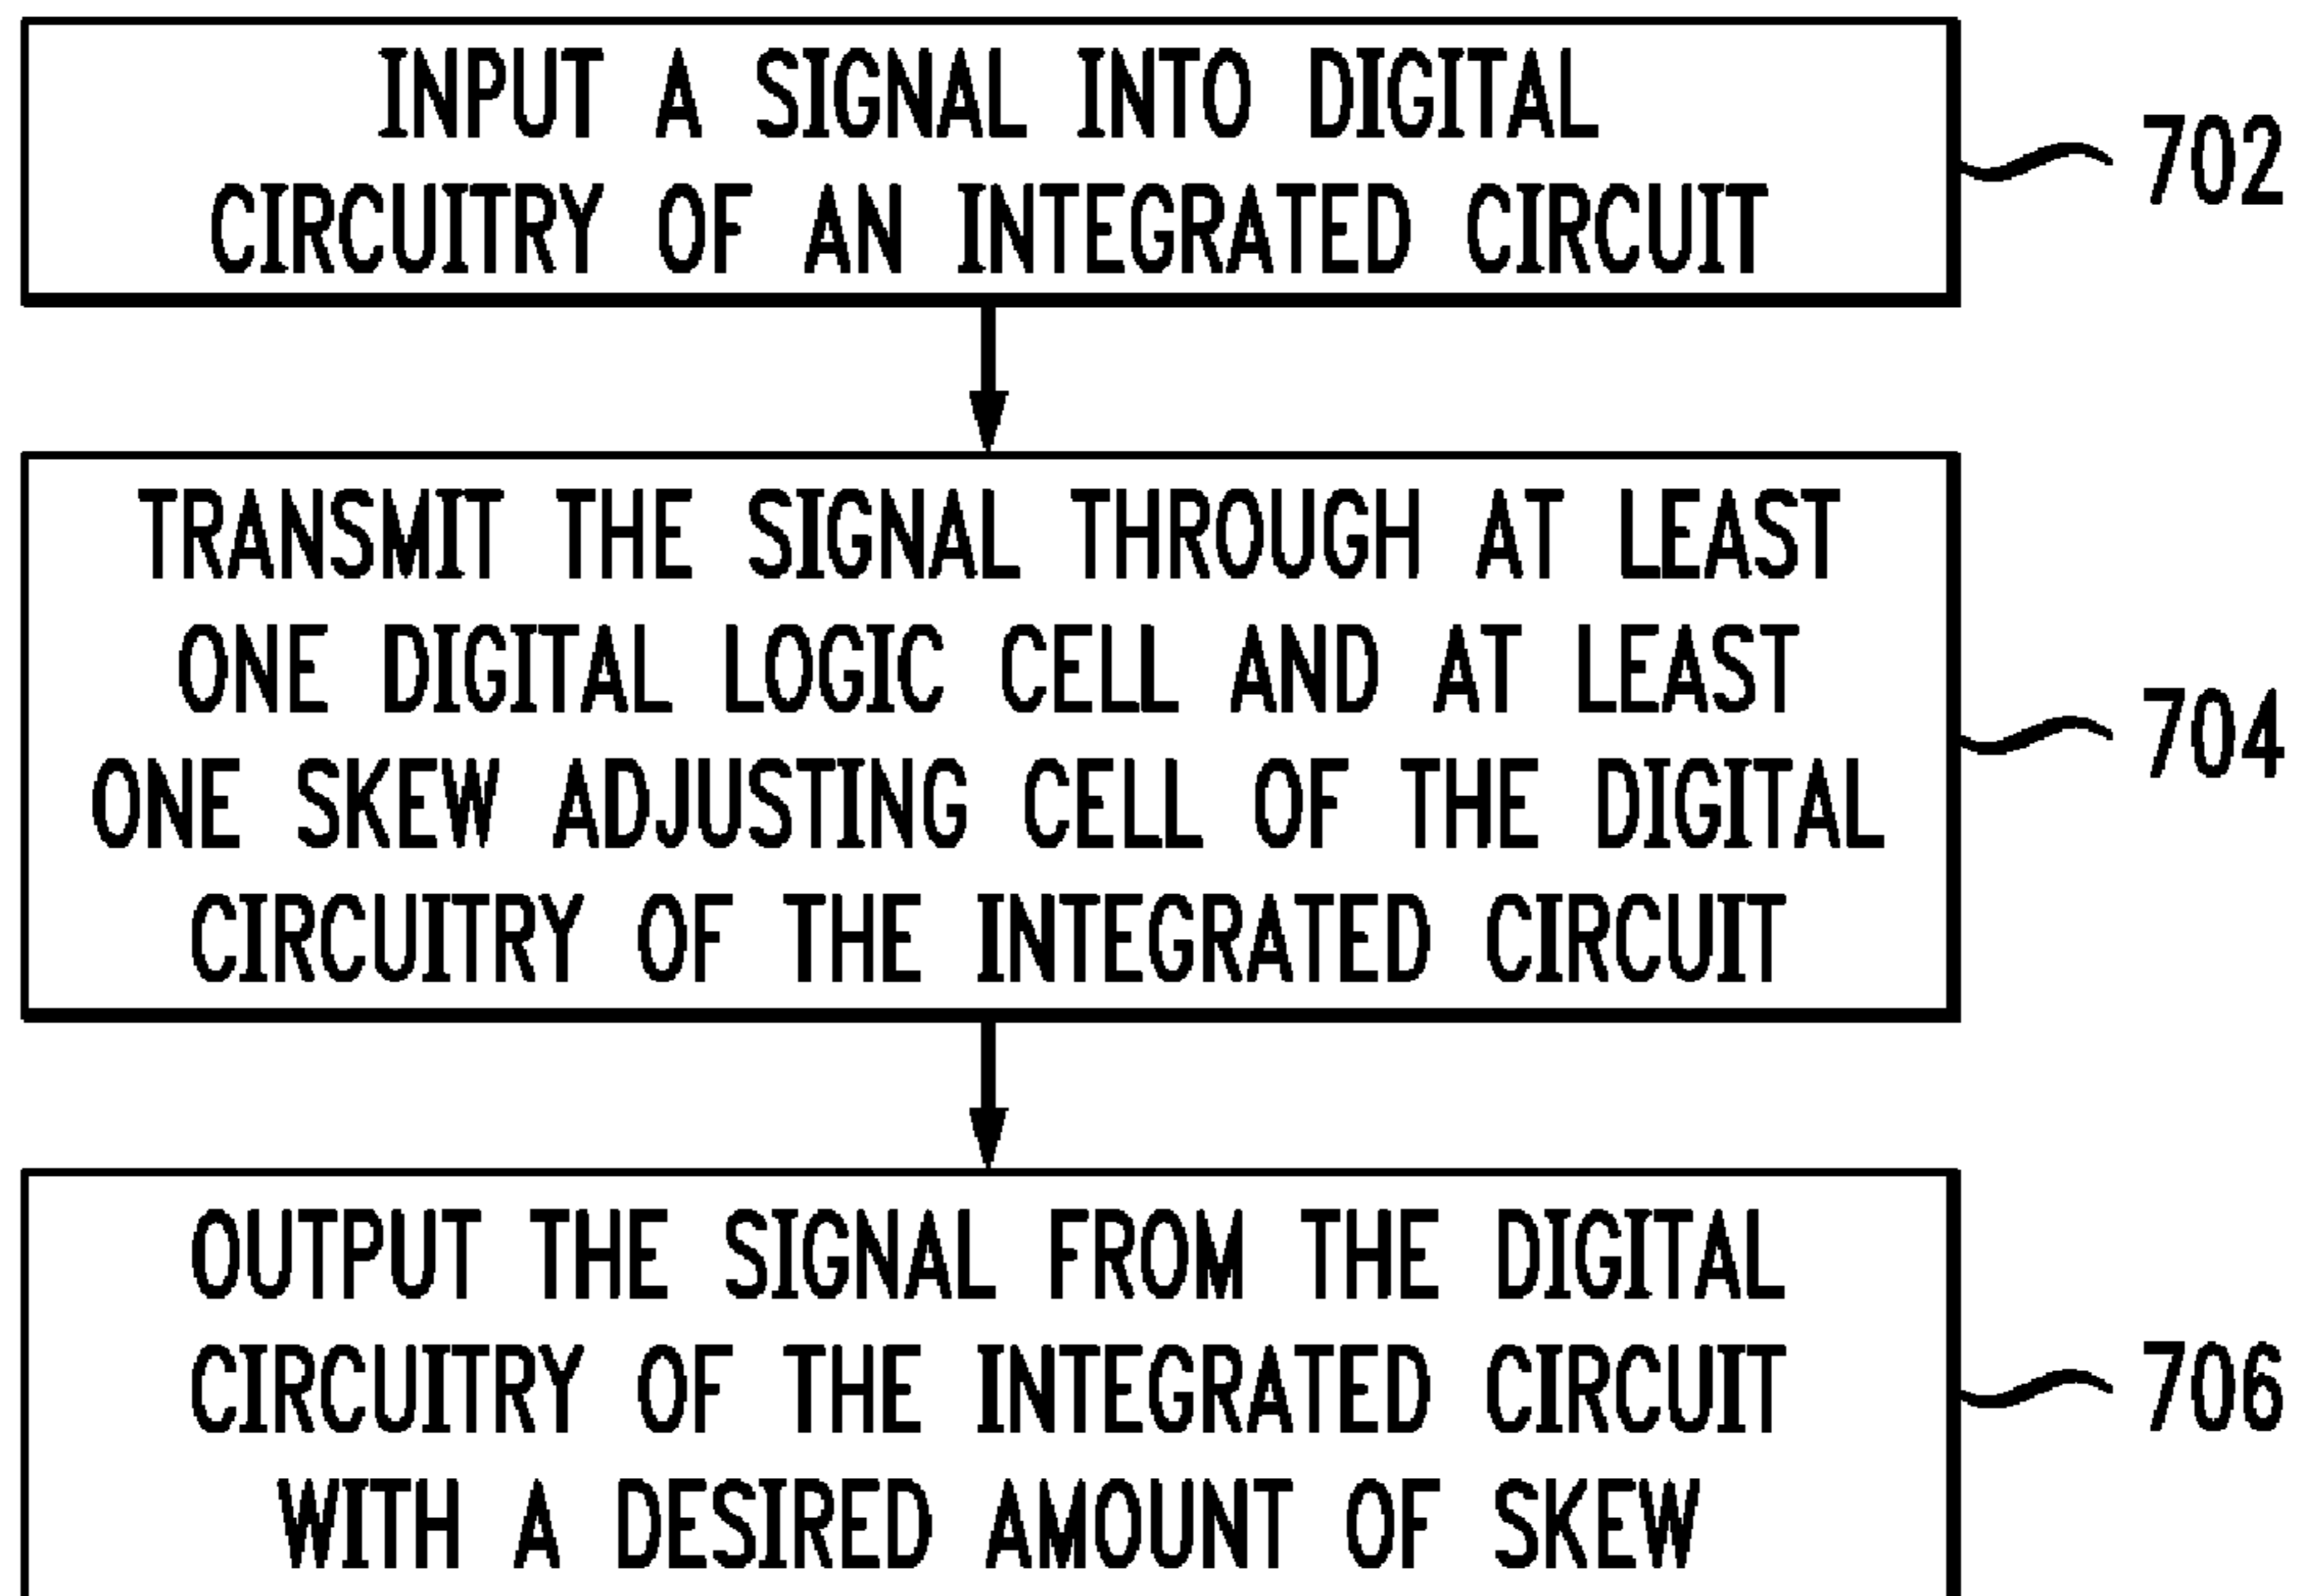 INPUT A SIGNAL INTO DIGITAL
CIRCUITRY OF AN INTEGRATED CIRCUIT
702
TRANSMIT THE SIGNAL THROUGH AT LEAST
ONE DIGITAL LOGIC CELL AND AT LEAST
ONE SKEW ADJUSTING CELL OF THE DIGITAL
CIRCUITRY OF THE INTEGRATED CIRCUIT
704
OUTPUT THE SIGNAL FROM THE DIGITAL
CIRCUITRY OF THE INTEGRATED CIRCUIT
WITH A DESIRED AMOUNT OF SKEW
706